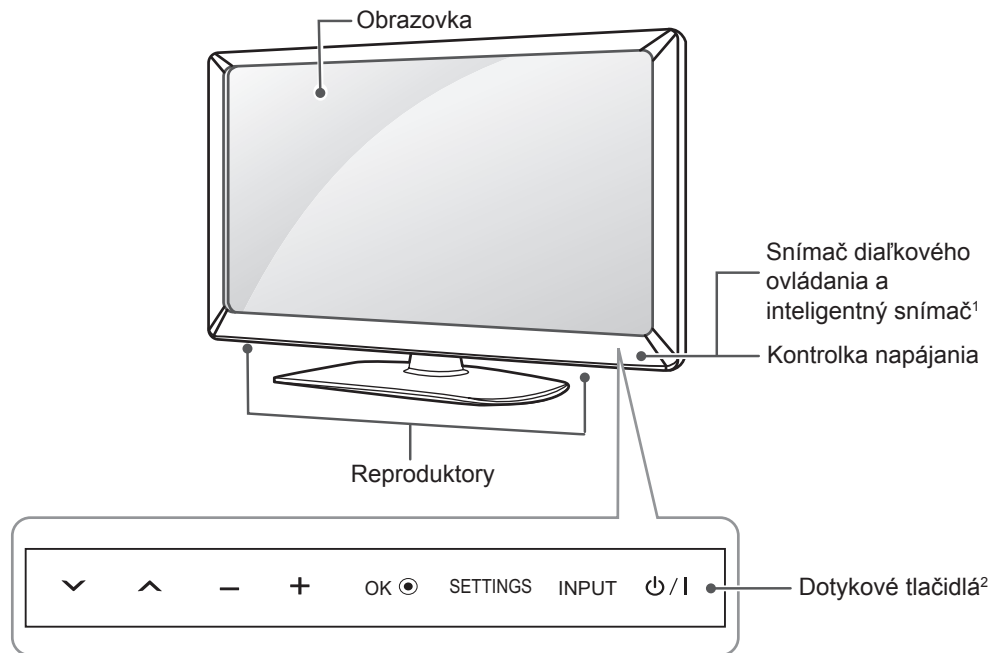 Obrazovka
Snímač diaľkového
ovládania a
inteligentný snímač¹
Kontrolka napájania
Reproduktory
OK SETTINGS INPUT
Dotykové tlačidlá²